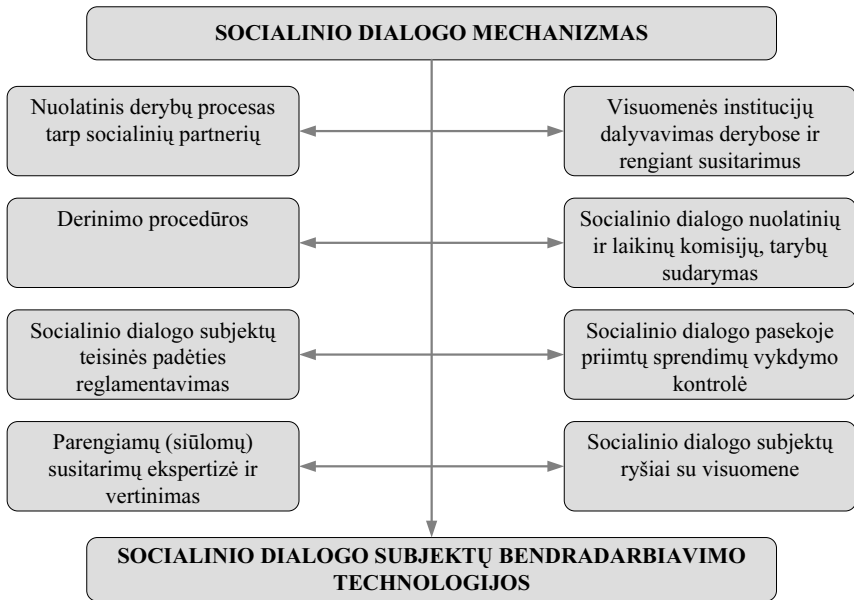 SOCIALINIO DIALOGO MECHANIZMAS
Nuolatinis derybų procesas
tarp socialinių partnerių
Visuomenės institucijų
dalyvavimas derybose ir
rengiant susitarimus
Derinimo procedūros
Socialinio dialogo nuolatinių
ir laikinų komisijų, tarybų
sudarymas
Socialinio dialogo subjektų
teisinės padėties
reglamentavimas
Socialinio dialogo pasekoje
priimtų sprendimų vykdymo
kontrolė
Parengiamų (siūlomų)
susitarimų ekspertizė ir
vertinimas
Socialinio dialogo subjektų
ryšiai su visuomene
SOCIALINIO DIALOGO SUBJEKTŲ BENDRADARBIAVIMO
TECHNOLOGIJOS